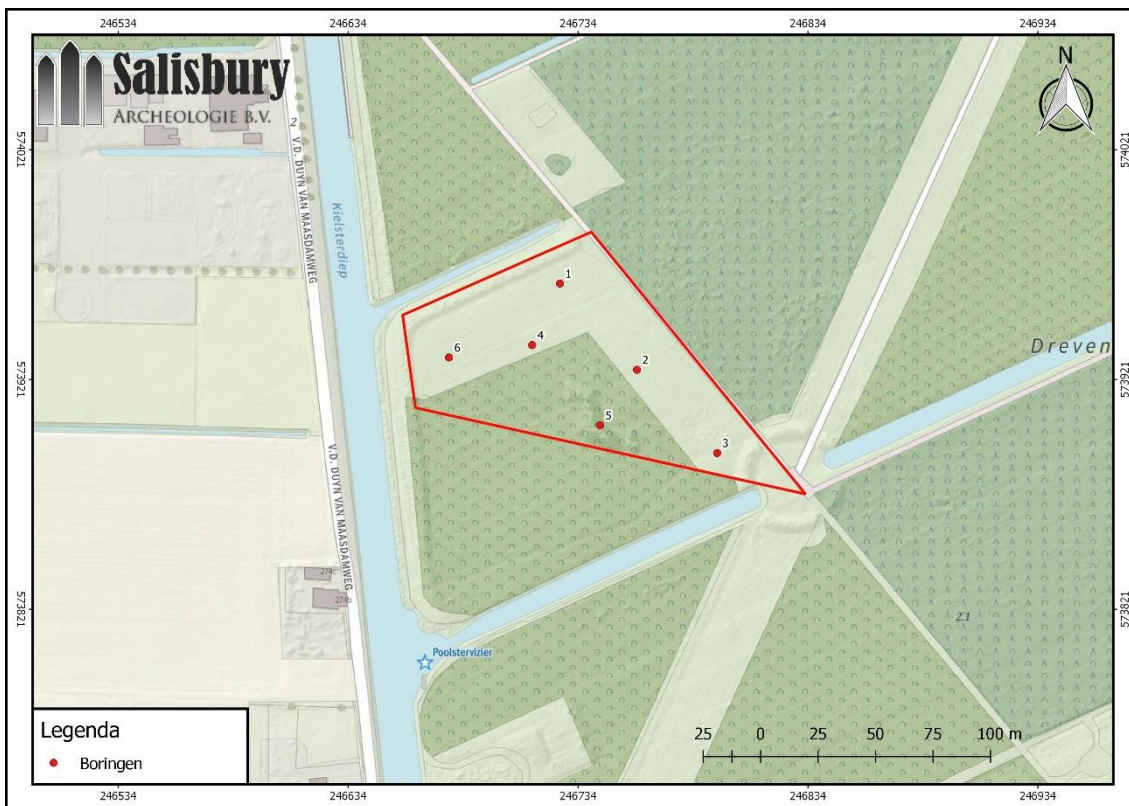 246534 246634 246734 246834 246934
Salisbury
ARCHEOLOGIE B.V.
N
2
V.D. DUYN VAN MAASDAMWEG
Kielsterdiep
574021
574021
1
4
6
2
5
3
Dreven
573921
573921
V.D. DUYN VAN MAASDAMWEG
274c
274b
573821
573821
2.1
Poolstervizier
Legenda
Boringen
25 0 25 50 75 100 m
246534 246634 246734 246834 246934